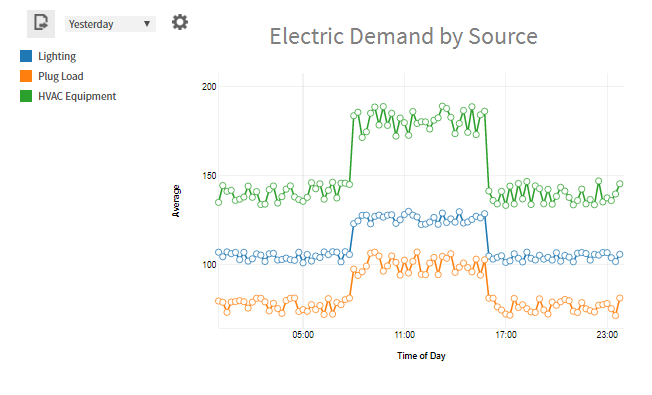 Yesterday
Electric Demand by Source
Lighting
Plug Load
HVAC Equipment
200
150
100
Average
05:00
11:00
17:00
23:00
Time of Day